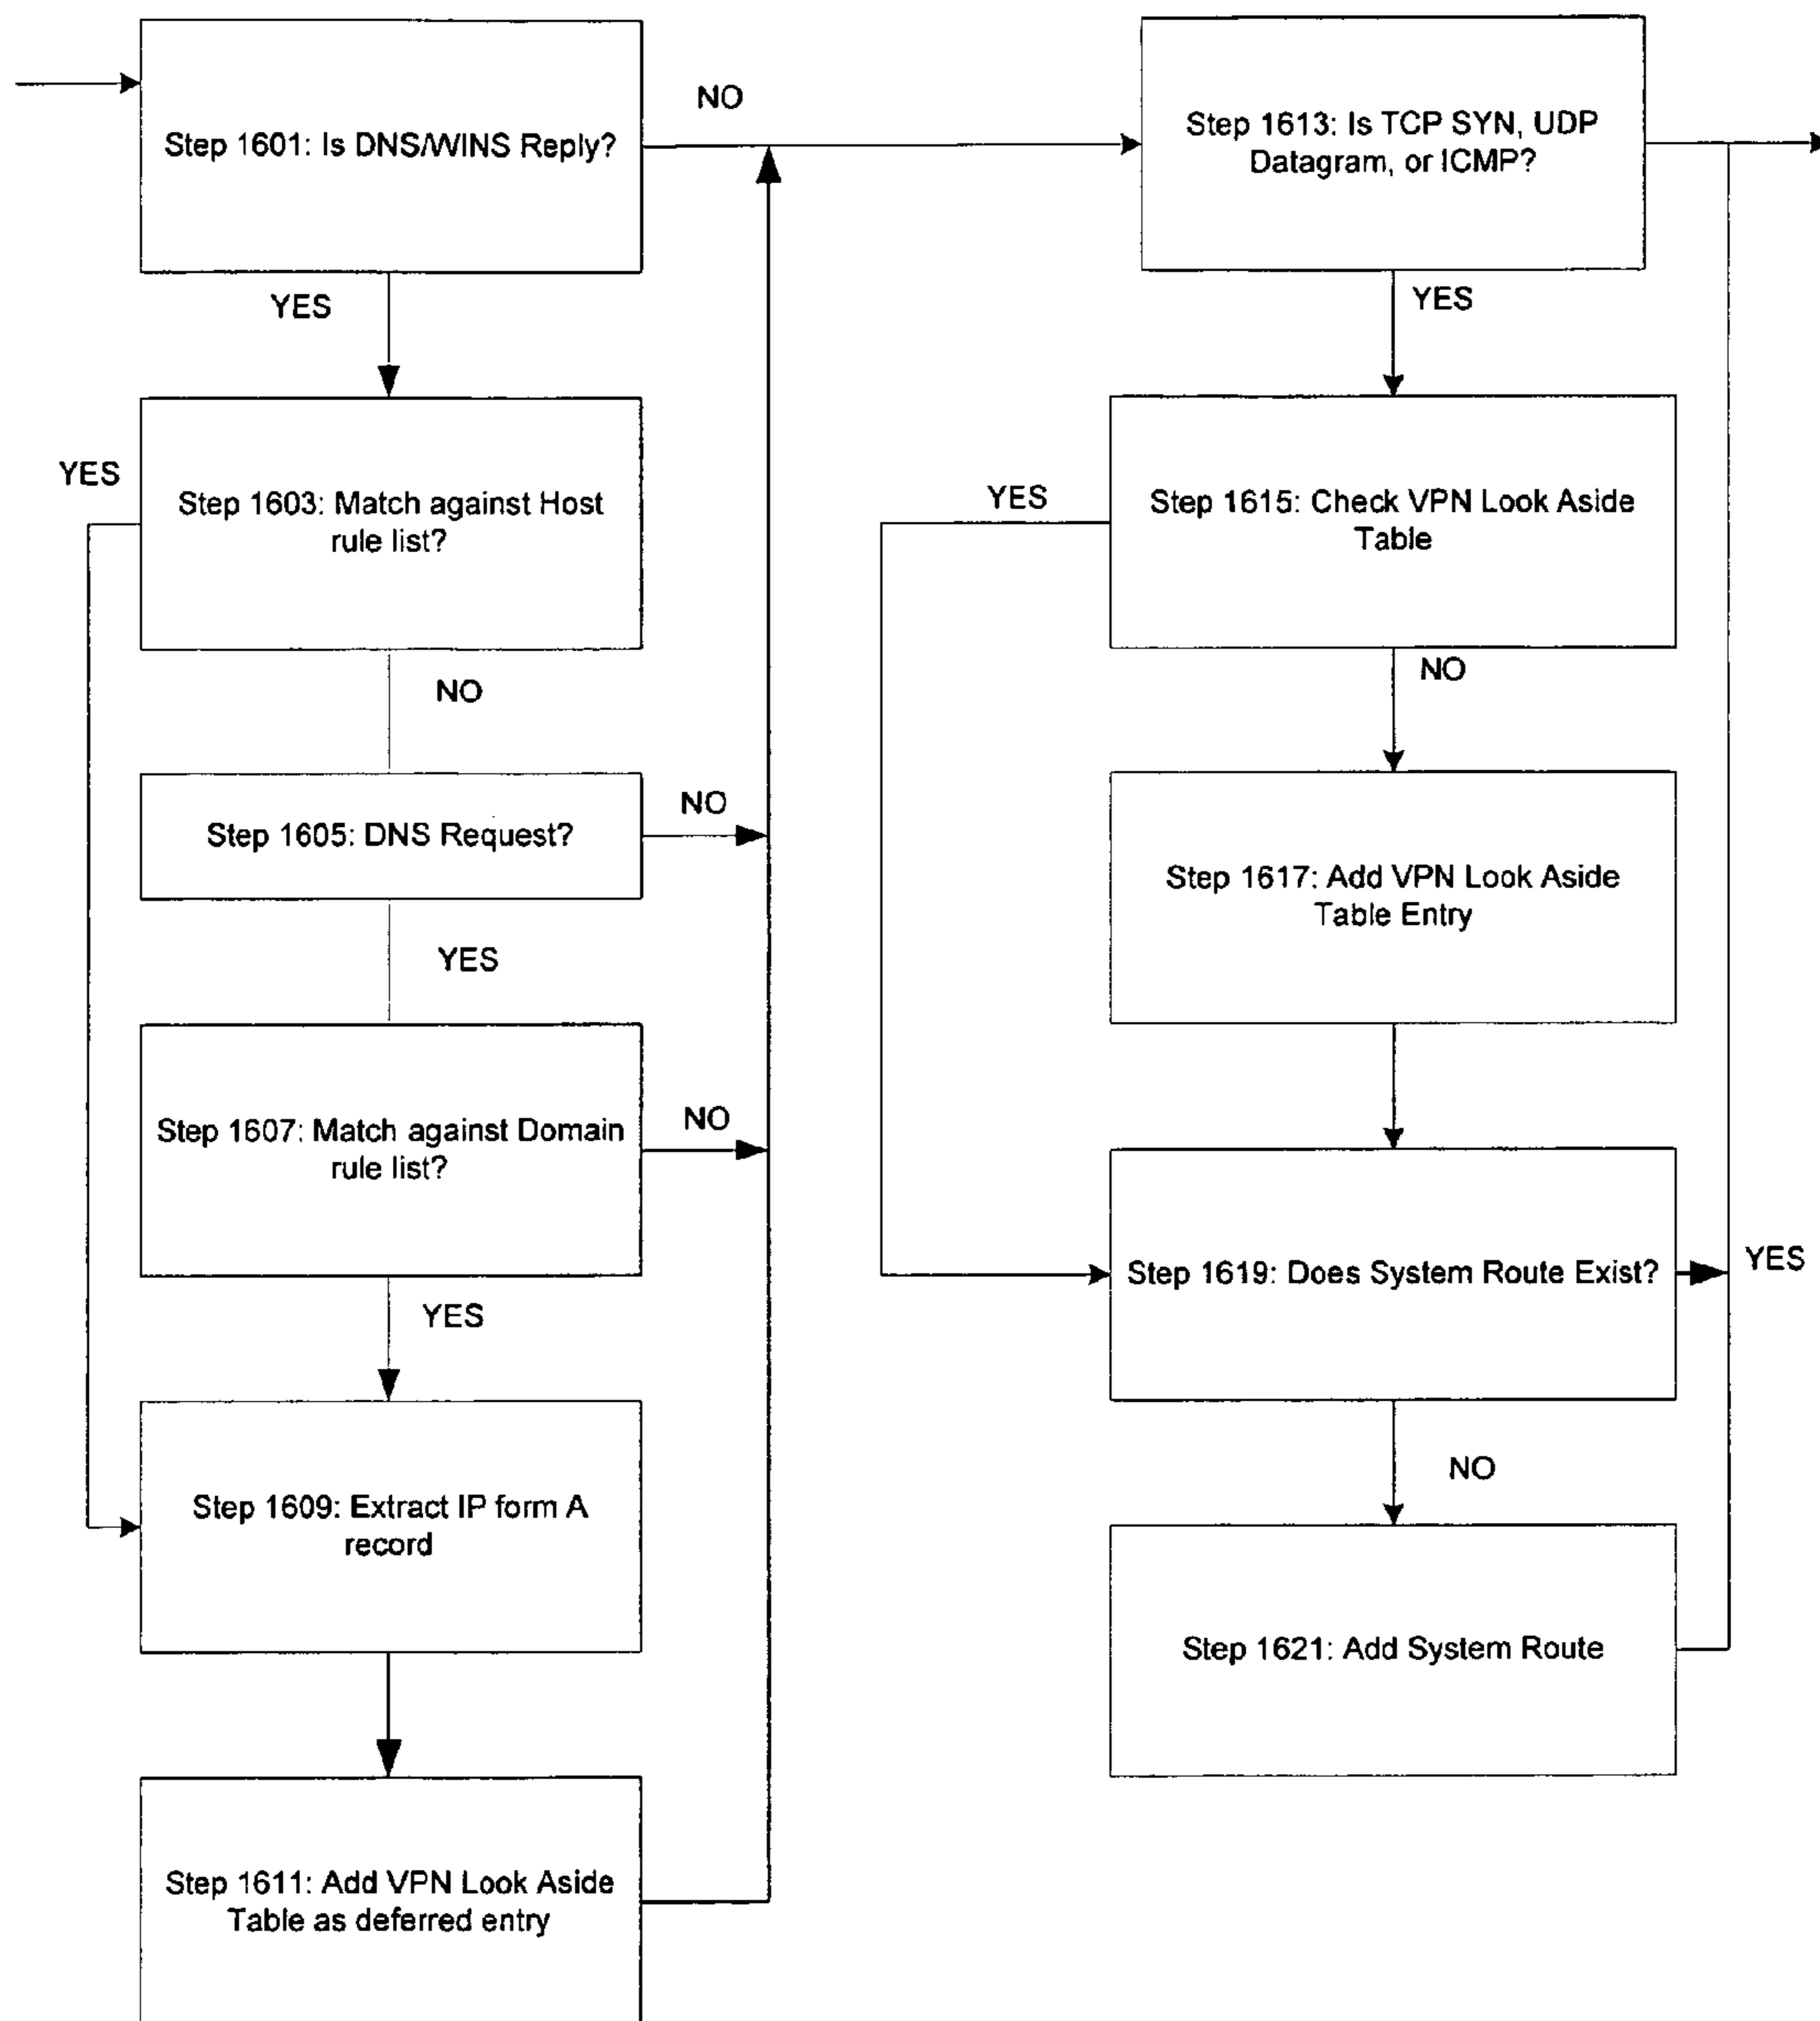 Step 1601: Is DNS/WINS Reply?
NO
YES
Step 1603: Match against Host
rule list?
YES
NO
Step 1605: DNS Request?
NO
YES
Step 1607: Match against Domain
rule list?
NO
YES
Step 1609: Extract IP form A
record
Step 1611: Add VPN Look Aside
Table as deferred entry
Step 1613: Is TCP SYN, UDP
Datagram, or ICMP?
YES
Step 1615: Check VPN Look Aside
Table
YES
NO
Step 1617: Add VPN Look Aside
Table Entry
Step 1619: Does System Route Exist?
YES
NO
Step 1621: Add System Route